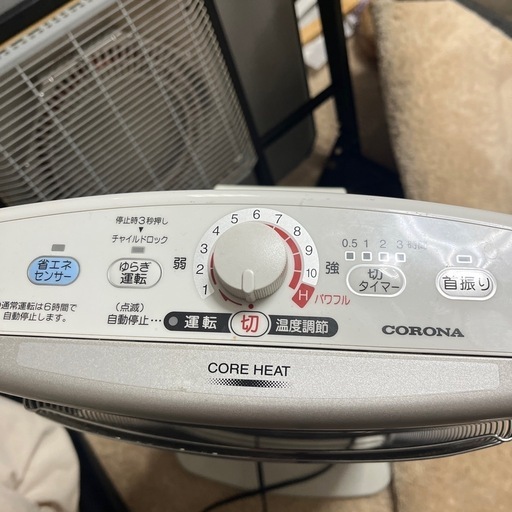 停止時3秒押し
▼
チャイルドロック
省エネ
センサー
ゆらぎ
運転
弱
1 2 3 4 5 6 7 8 9 10 H
強
パワフル
0.5 1 2 3 時間
切
タイマー
首振り
通常運転は6時間で
自動停止します。
(点滅)
自動停止…
運転
切
温度調節
CORONA
CORE HEAT